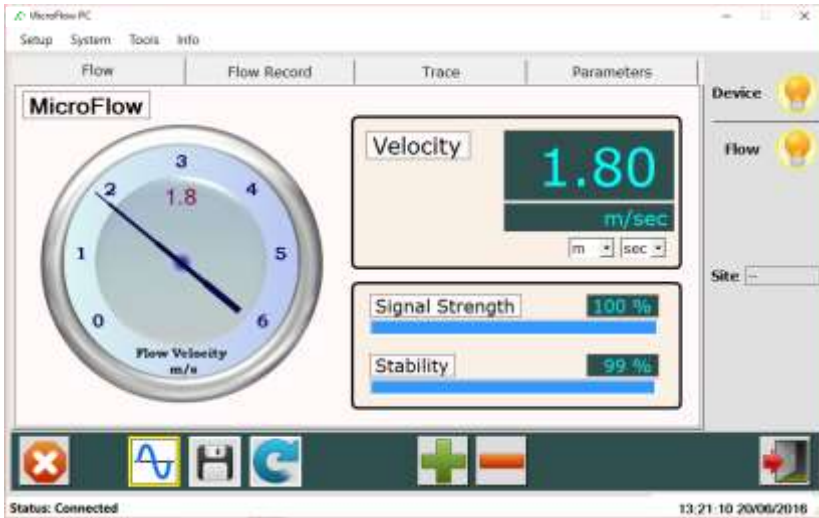 MicroFlow PC
Setup System Tools Info
Flow Flow Record Trace Parameters
MicroFlow
0 1 2 3 4 5 6
1.8
Flow Velocity
m/s
Velocity
1.80
m/sec
m sec
Signal Strength 100 %
Stability 99 %
Device
Flow
Site --
Status: Connected 13:21:10 20/06/2016